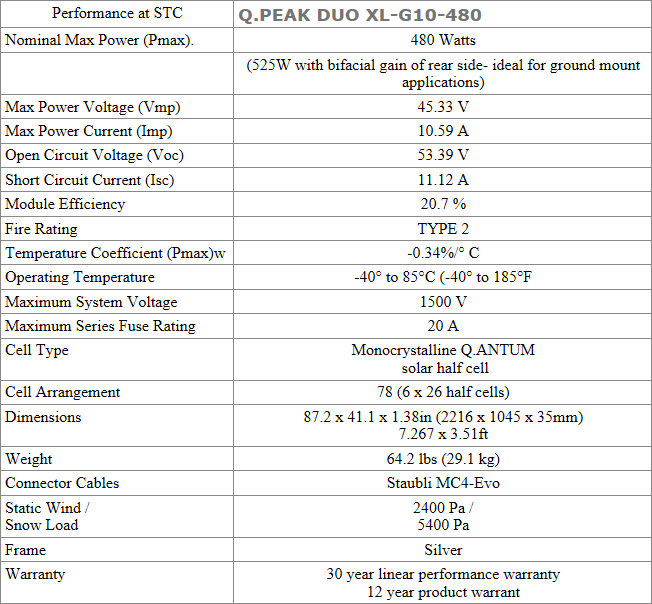 Performance at STC Q.PEAK DUO XL-G10-480
Nominal Max Power (Pmax). 480 Watts
(525W with bifacial gain of rear side- ideal for ground mount
applications)
Max Power Voltage (Vmp) 45.33 V
Max Power Current (Imp) 10.59 A
Open Circuit Voltage (Voc) 53.39 V
Short Circuit Current (Isc) 11.12 A
Module Efficiency 20.7 %
Fire Rating TYPE 2
Temperature Coefficient (Pmax)w -0.34%/° C
Operating Temperature -40° to 85°C (-40° to 185°F
Maximum System Voltage 1500 V
Maximum Series Fuse Rating 20 A
Cell Type Monocrystalline Q.ANTUM
solar half cell
Cell Arrangement 78 (6 x 26 half cells)
Dimensions 87.2 x 41.1 x 1.38in (2216 x 1045 x 35mm)
7.267 x 3.51ft
Weight 64.2 lbs (29.1 kg)
Connector Cables Staubli MC4-Evo
Static Wind / 2400 Pa /
Snow Load 5400 Pa
Frame Silver
Warranty 30 year linear performance warranty
12 year product warrant